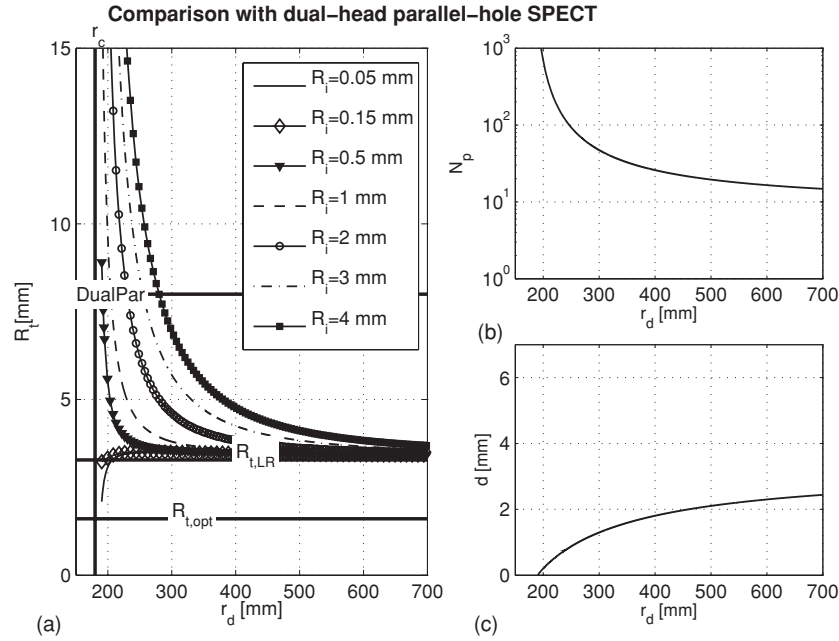 Comparison with dual−head parallel−hole SPECT
r_c
15
10
5
0
R_t[mm]
R_i=0.05 mm
R_i=0.15 mm
R_i=0.5 mm
R_i=1 mm
R_i=2 mm
R_i=3 mm
R_i=4 mm
DualPar
R_t,LR
R_t,opt
200 300 400 500 600 700
r_d [mm]
(a)
10^3
10^2
10^1
10^0
N_p
200 300 400 500 600 700
r_d [mm]
(b)
6
4
2
0
d [mm]
200 300 400 500 600 700
r_d [mm]
(c)